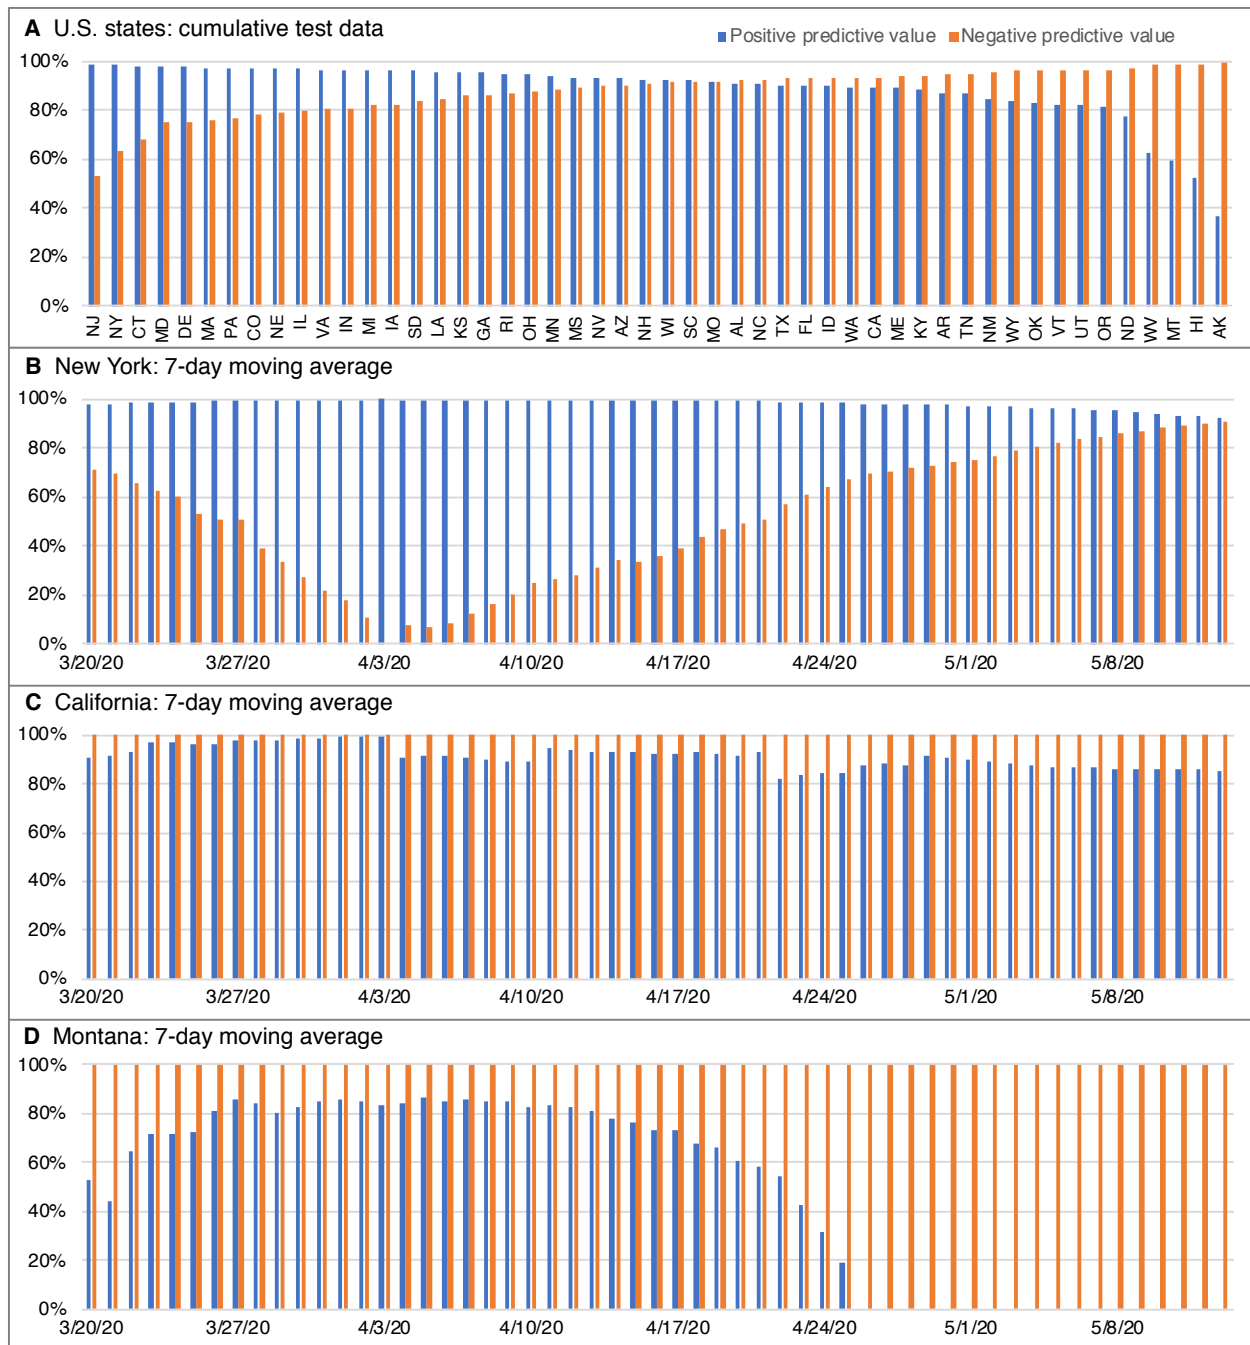 A U.S. states: cumulative test data
Positive predictive value Negative predictive value
100%
80%
60%
40%
20%
0%
NJ NY CT MD DE MA PA CO NE IL VA IN MI IA SD LA KS GA RI OH MN MS NV AZ NH WI SC MO AL NC TX FL ID WA CA ME KY AR TN NM WY OK VT UT OR ND WV MT HI AK
B New York: 7-day moving average
100%
80%
60%
40%
20%
0%
3/20/20 3/27/20 4/3/20 4/10/20 4/17/20 4/24/20 5/1/20 5/8/20
C California: 7-day moving average
100%
80%
60%
40%
20%
0%
3/20/20 3/27/20 4/3/20 4/10/20 4/17/20 4/24/20 5/1/20 5/8/20
D Montana: 7-day moving average
100%
80%
60%
40%
20%
0%
3/20/20 3/27/20 4/3/20 4/10/20 4/17/20 4/24/20 5/1/20 5/8/20